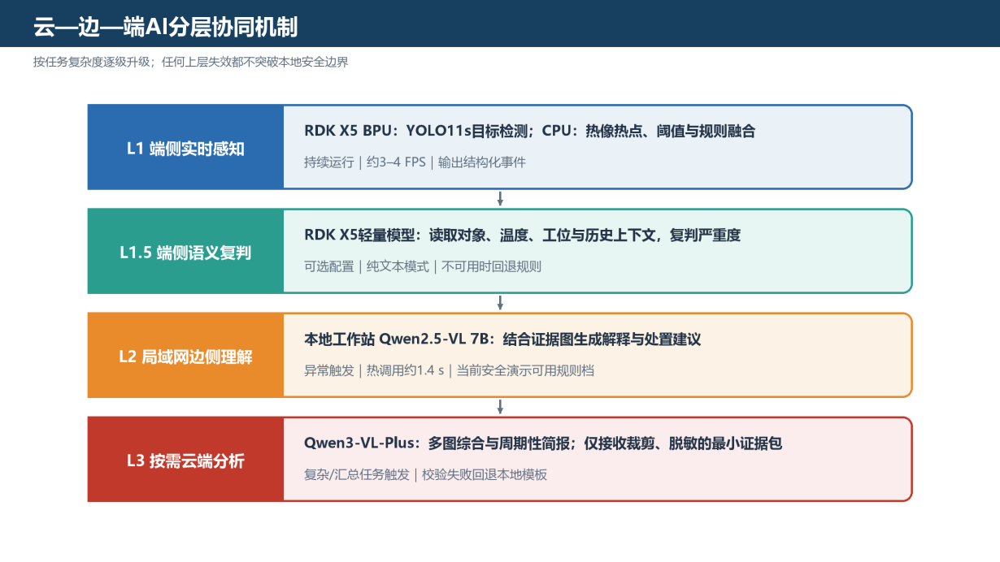 云—边—端AI分层协同机制
按任务复杂度逐级升级；任何上层失效都不突破本地安全边界
L1 端侧实时感知
RDK X5 BPU：YOLO11s目标检测；CPU：热像热点、阈值与规则融合
持续运行 | 约3–4 FPS | 输出结构化事件
L1.5 端侧语义复判
RDK X5轻量模型：读取对象、温度、工位与历史上下文，复判严重度
可选配置 | 纯文本模式 | 不可用时回退规则
L2 局域网边侧理解
本地工作站 Qwen2.5-VL 7B：结合证据图生成解释与处置建议
异常触发 | 热调用约1.4 s | 当前安全演示可用规则档
L3 按需云端分析
Qwen3-VL-Plus：多图综合与周期性简报；仅接收裁剪、脱敏的最小证据包
复杂/汇总任务触发 | 校验失败回退本地模板